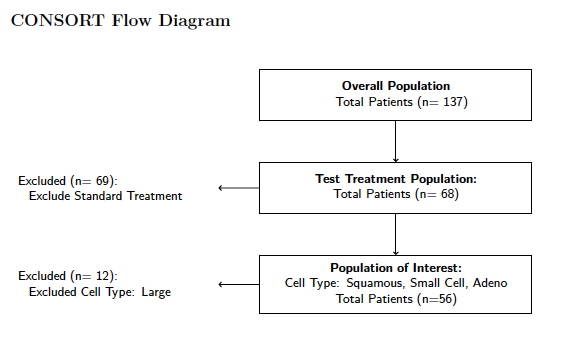 CONSORT Flow Diagram
Overall Population
Total Patients (n= 137)
Excluded (n= 69):
Exclude Standard Treatment
Test Treatment Population:
Total Patients (n= 68)
Excluded (n= 12):
Excluded Cell Type: Large
Population of Interest:
Cell Type: Squamous, Small Cell, Adeno
Total Patients (n=56)